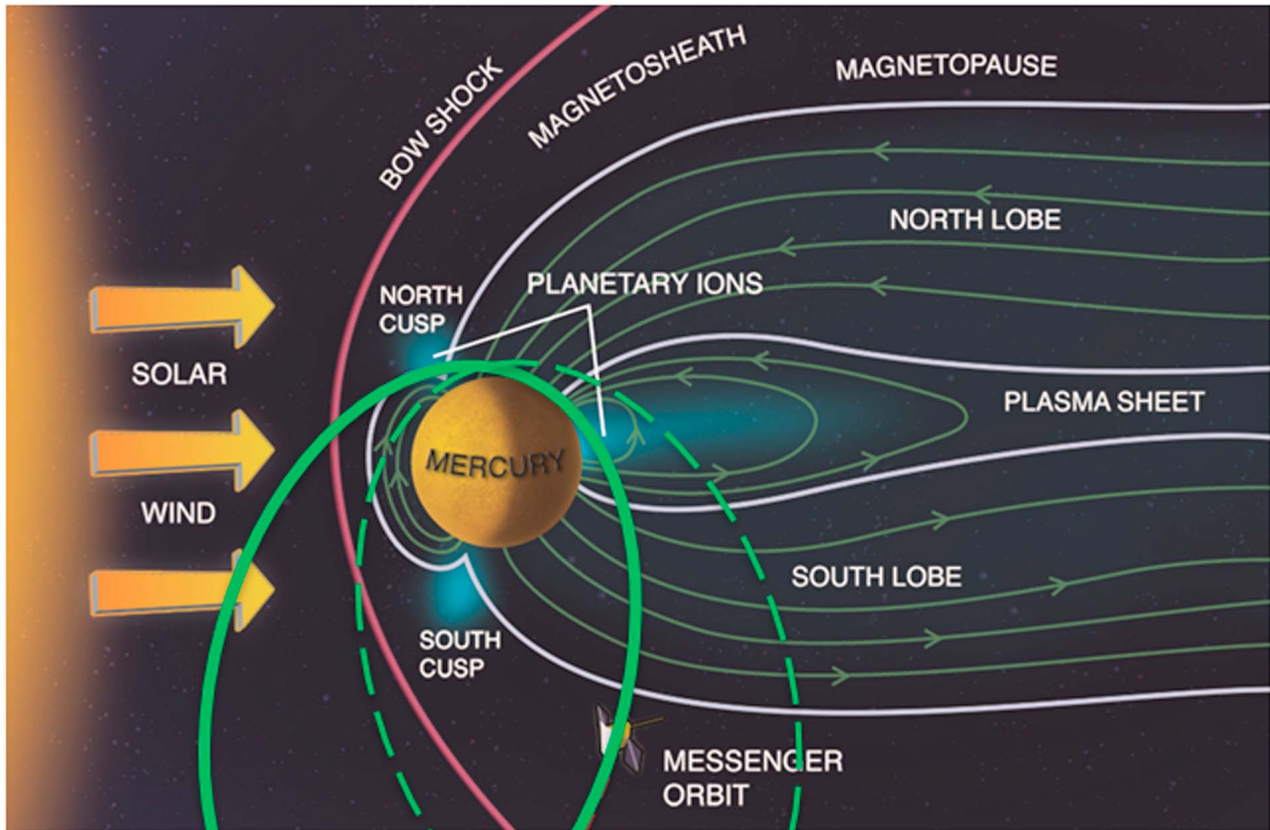 BOW SHOCK
MAGNETOSHEATH
MAGNETOPAUSE
NORTH LOBE
PLANETARY IONS
NORTH
CUSP
SOLAR
PLASMA SHEET
MERCURY
WIND
SOUTH LOBE
SOUTH
CUSP
MESSENGER
ORBIT